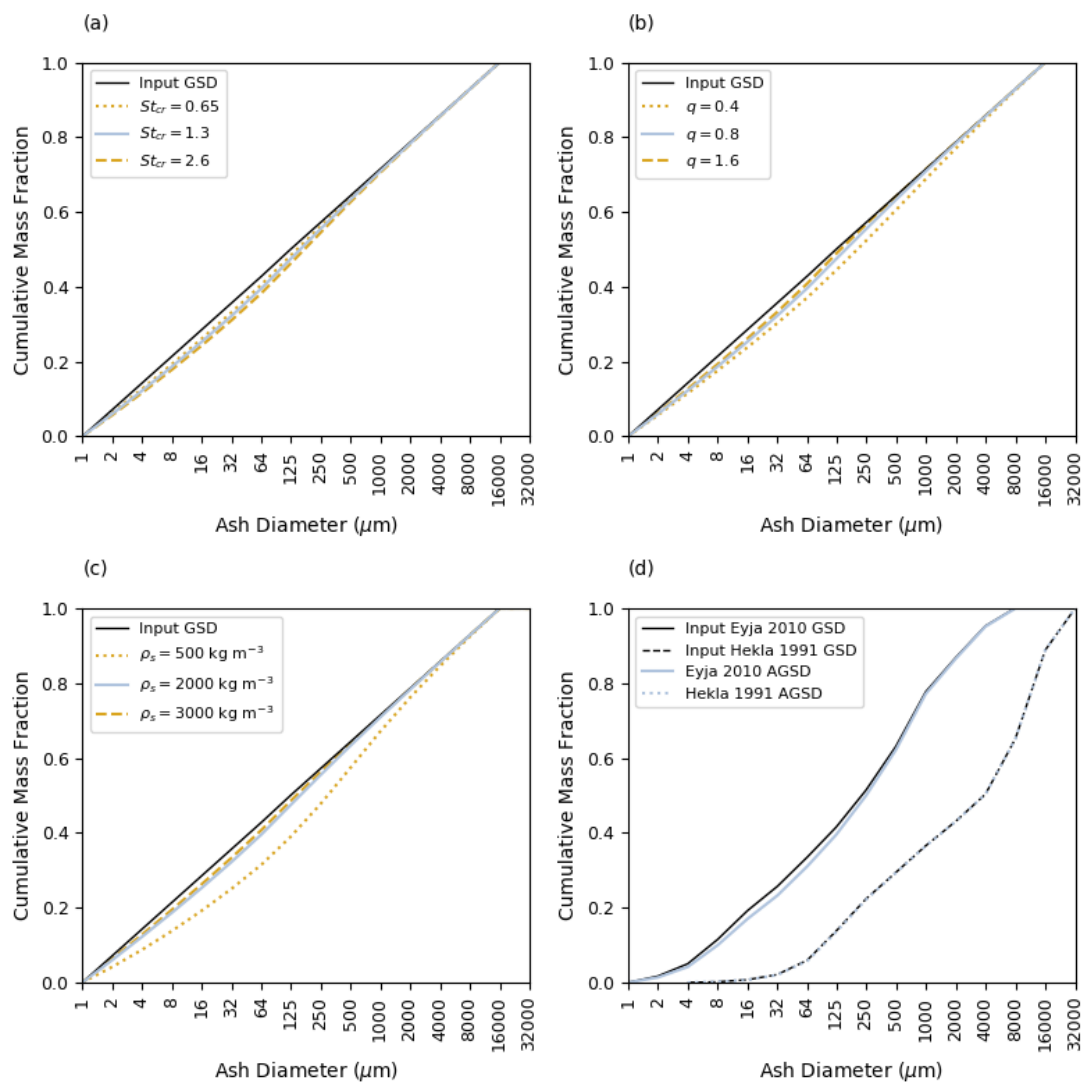 (a)
Input GSD
St_cr = 0.65
St_cr = 1.3
St_cr = 2.6
1.0
0.8
0.6
0.4
0.2
0.0
Cumulative Mass Fraction
1 2 4 8 16 32 64 125 250 500 1000 2000 4000 8000 16000 32000
Ash Diameter (μm)
(b)
Input GSD
q = 0.4
q = 0.8
q = 1.6
1.0
0.8
0.6
0.4
0.2
0.0
Cumulative Mass Fraction
1 2 4 8 16 32 64 125 250 500 1000 2000 4000 8000 16000 32000
Ash Diameter (μm)
(c)
Input GSD
ρ_s = 500 kg m⁻³
ρ_s = 2000 kg m⁻³
ρ_s = 3000 kg m⁻³
1.0
0.8
0.6
0.4
0.2
0.0
Cumulative Mass Fraction
1 2 4 8 16 32 64 125 250 500 1000 2000 4000 8000 16000 32000
Ash Diameter (μm)
(d)
Input Eyja 2010 GSD
Input Hekla 1991 GSD
Eyja 2010 AGSD
Hekla 1991 AGSD
1.0
0.8
0.6
0.4
0.2
0.0
Cumulative Mass Fraction
1 2 4 8 16 32 64 125 250 500 1000 2000 4000 8000 16000 32000
Ash Diameter (μm)